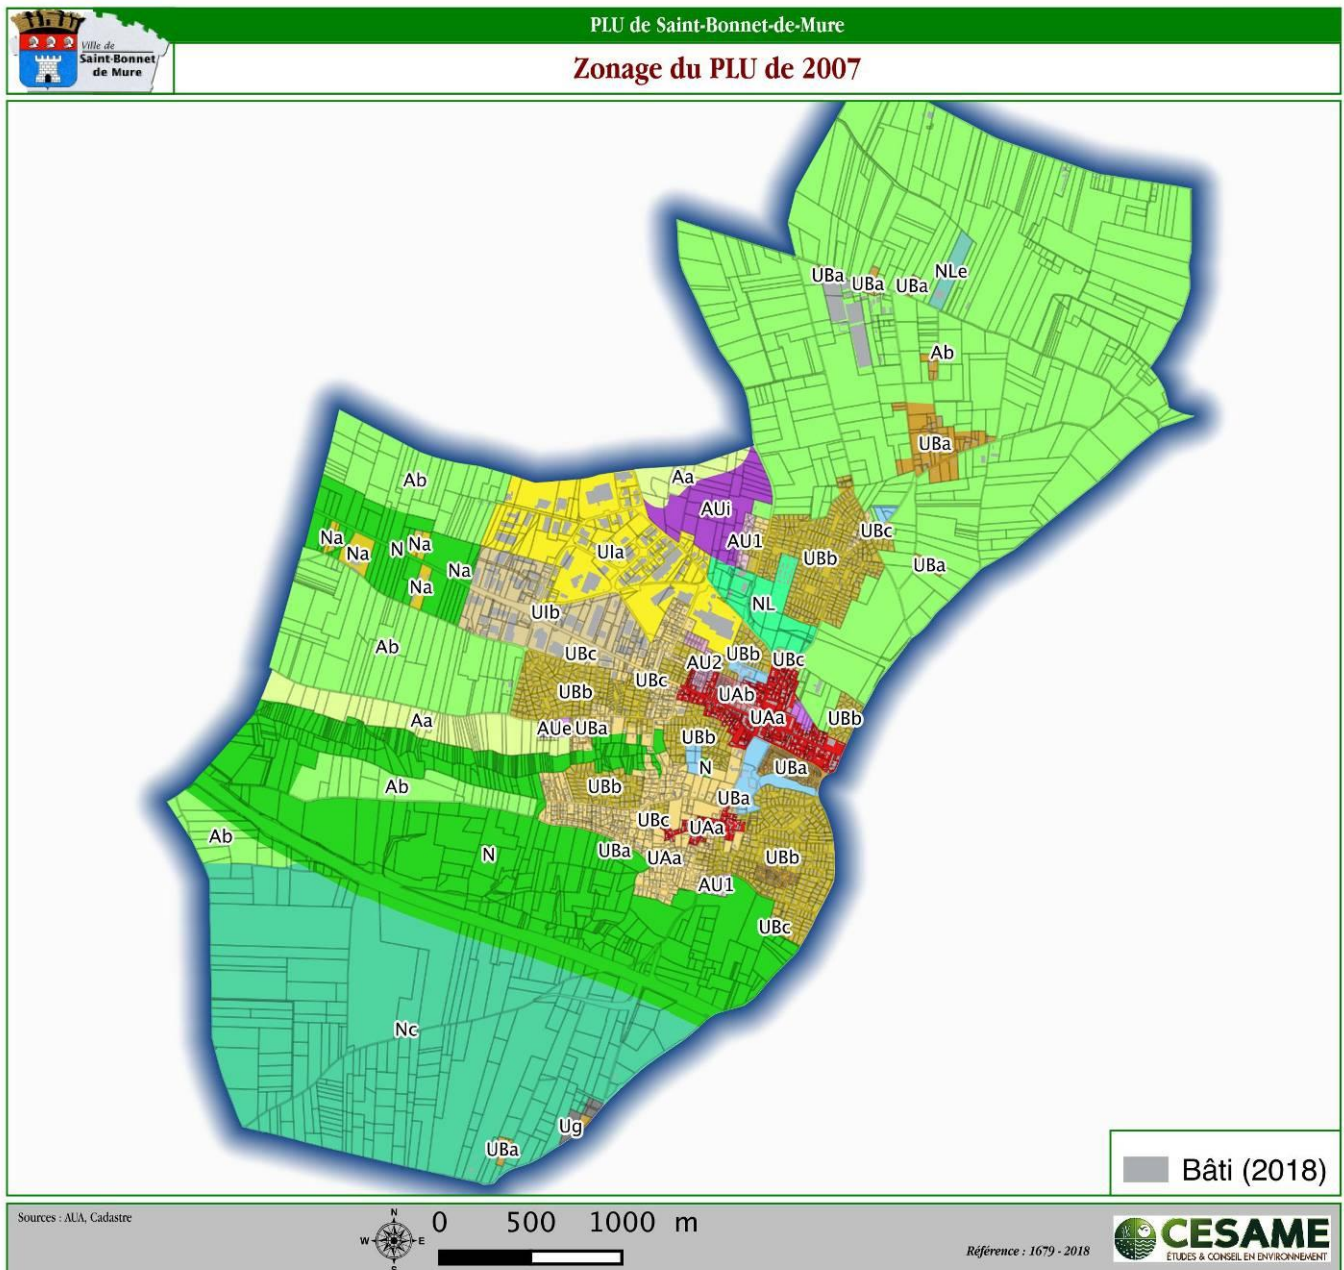 PLU de Saint-Bonnet-de-Mure
Ville de
Saint-Bonnet
de Mure
Zonage du PLU de 2007
UBa
UBa
UBa
NLe
Ab
UBa
Aa
Ab
AUi
AU1
UBc
UBb
UBa
Na
Na
N
Na
Na
Na
UIa
NL
UIb
Ab
UBc
UBc
AU2
UBb
UBc
UBb
UAb
UAa
UBb
Aa
AUe
UBa
UBb
N
UBa
Ab
UBb
UBa
UBc
UAa
Ab
N
UBa
UAa
UBb
AU1
UBc
Nc
Ug
UBa
Bâti (2018)
Sources : AUA, Cadastre
N
W
E
S
0 500 1000 m
Référence : 1679 - 2018
CESAME
ÉTUDES & CONSEIL EN ENVIRONNEMENT